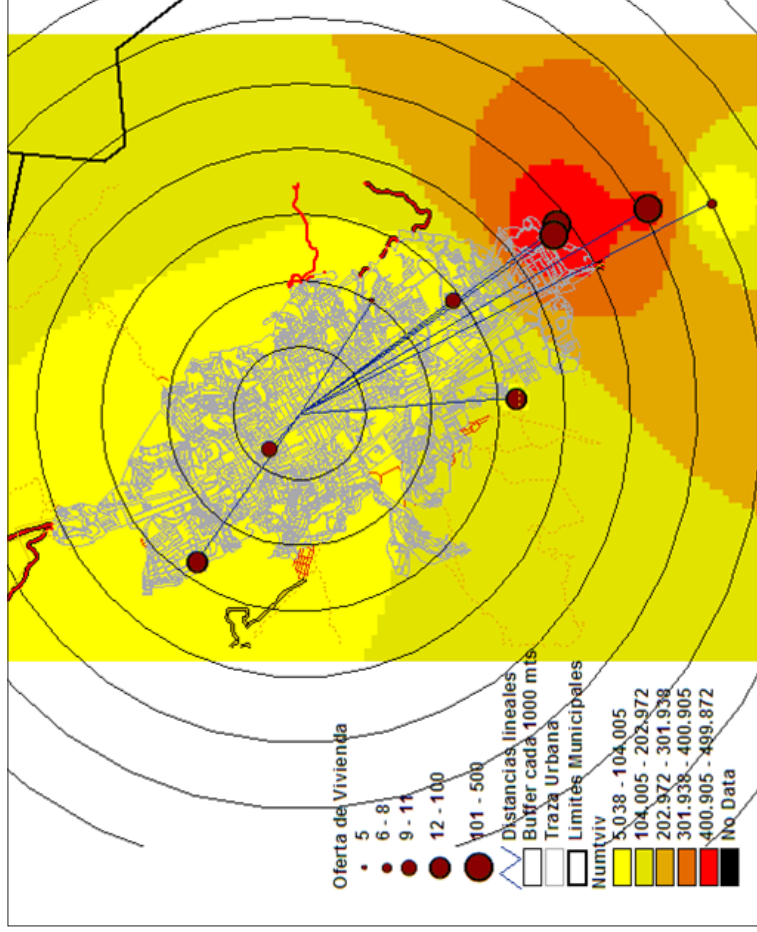 Oferta de Vivienda
5
6 - 8
9 - 11
12 - 100
101 - 500
Distancias lineales
Buffer cada 1000 mts
Traza Urbana
Limites Municipales
Numtviv
5.038 - 104.005
104.005 - 202.972
202.972 - 301.938
301.938 - 400.905
400.905 - 499.872
No Data